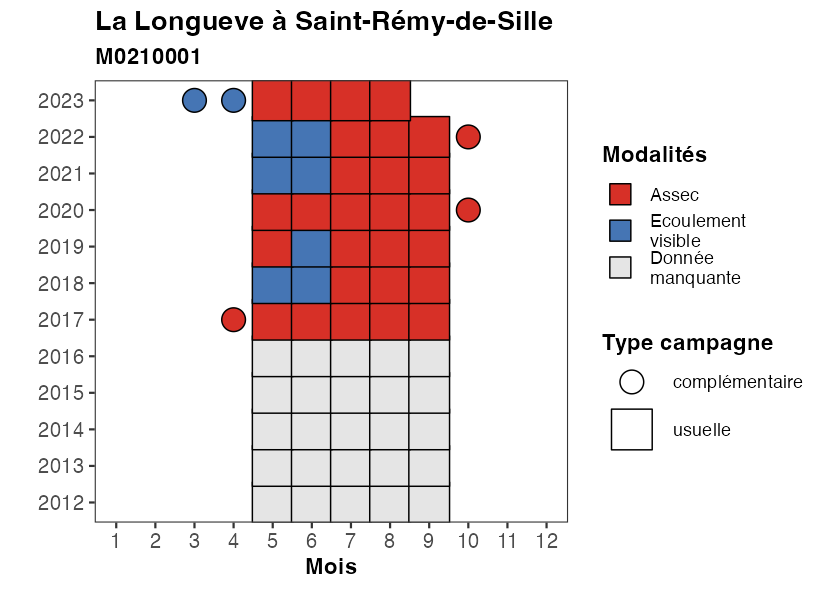 La Longueve à Saint-Rémy-de-Sille
M0210001
2023
2022
2021
2020
2019
2018
2017
2016
2015
2014
2013
2012
1 2 3 4 5 6 7 8 9 10 11 12
Mois
Modalités
Assec
Ecoulement
visible
Donnée
manquante
Type campagne
complémentaire
usuelle